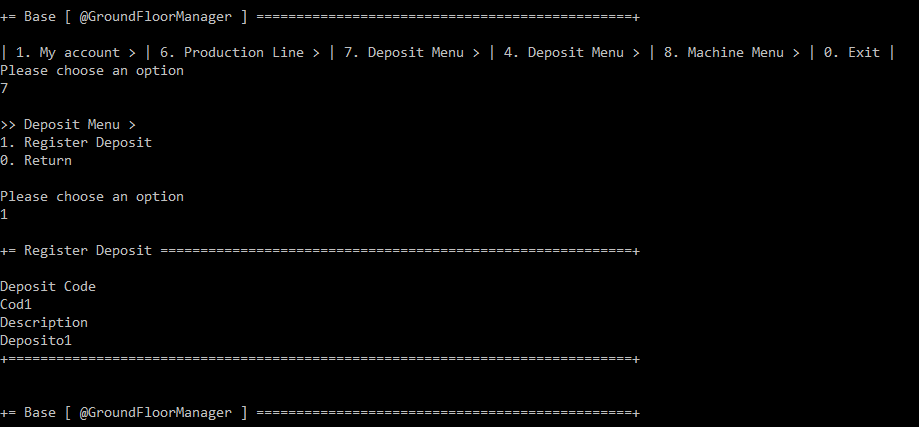 += Base [ @GroundFloorManager ] ===============================================+
| 1. My account > | 6. Production Line > | 7. Deposit Menu > | 4. Deposit Menu > | 8. Machine Menu > | 0. Exit |
Please choose an option
7
>> Deposit Menu >
1. Register Deposit
0. Return
Please choose an option
1
+= Register Deposit ===========================================================+
Deposit Code
Cod1
Description
Deposito1
+==============================================================================+
+= Base [ @GroundFloorManager ] ===============================================+